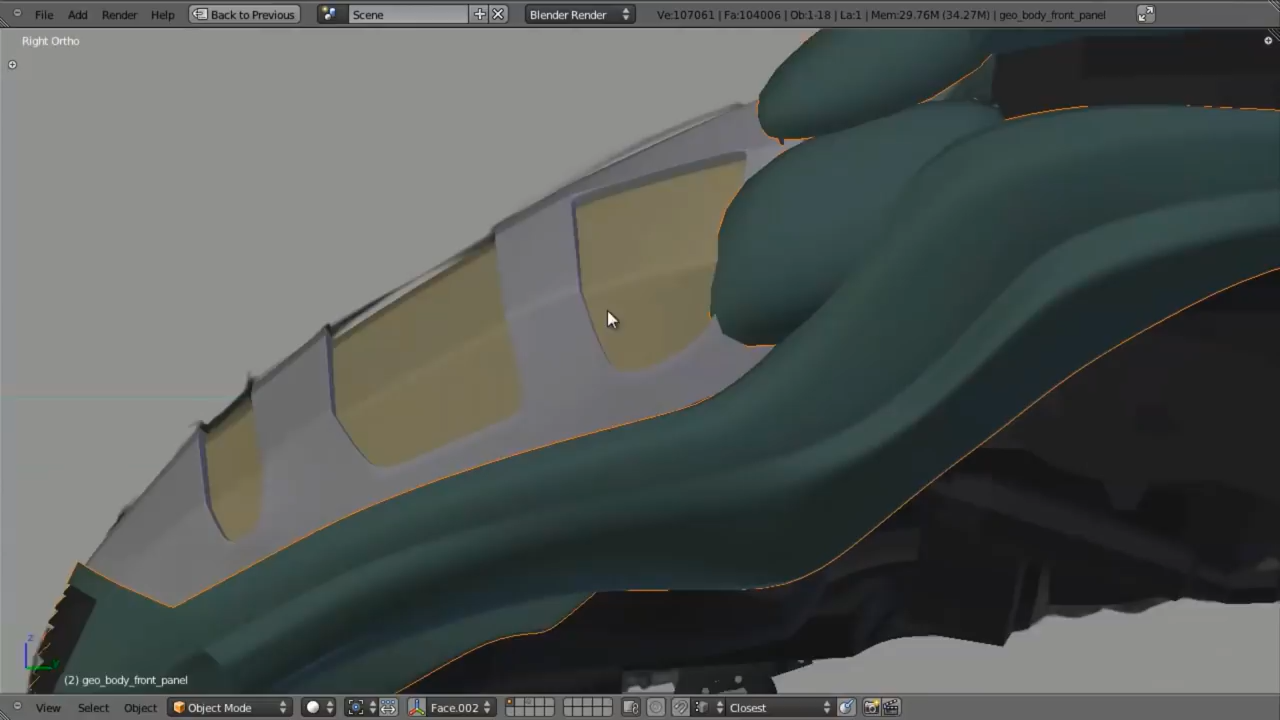 File Add Render Help Back to Previous Scene Blender Render Ve:107061 | Fa:104006 | Ob:1-18 | La:1 | Mem:29.76M (34.27M) | geo_body_front_panel
Right Ortho
z
y
(2) geo_body_front_panel
View Select Object Object Mode Face.002 Closest